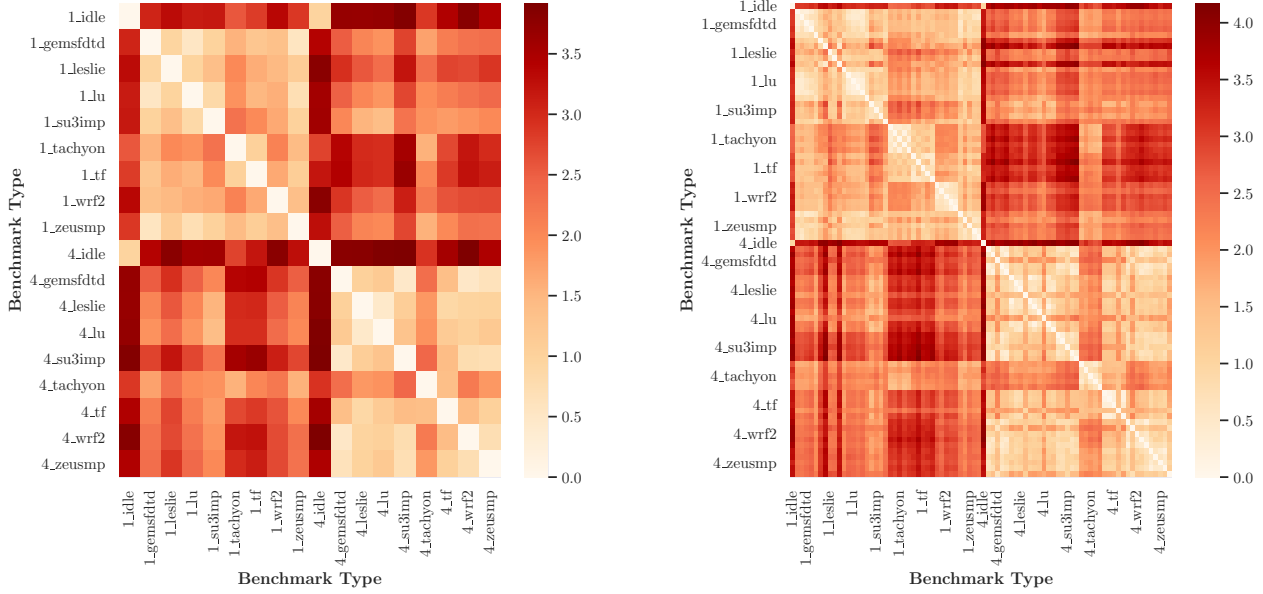 1_idle
1_gemsfdtd
1_leslie
1_lu
1_su3imp
1_tachyon
1_tf
1_wrf2
1_zeusmp
4_idle
4_gemsfdtd
4_leslie
4_lu
4_su3imp
4_tachyon
4_tf
4_wrf2
4_zeusmp
Benchmark Type
1_idle
1_gemsfdtd
1_leslie
1_lu
1_su3imp
1_tachyon
1_tf
1_wrf2
1_zeusmp
4_idle
4_gemsfdtd
4_leslie
4_lu
4_su3imp
4_tachyon
4_tf
4_wrf2
4_zeusmp
Benchmark Type
3.5
3.0
2.5
2.0
1.5
1.0
0.5
0.0
1_idle
1_gemsfdtd
1_leslie
1_lu
1_su3imp
1_tachyon
1_tf
1_wrf2
1_zeusmp
4_idle
4_gemsfdtd
4_leslie
4_lu
4_su3imp
4_tachyon
4_tf
4_wrf2
4_zeusmp
Benchmark Type
1_idle
1_gemsfdtd
1_leslie
1_lu
1_su3imp
1_tachyon
1_tf
1_wrf2
1_zeusmp
4_idle
4_gemsfdtd
4_leslie
4_lu
4_su3imp
4_tachyon
4_tf
4_wrf2
4_zeusmp
Benchmark Type
4.0
3.5
3.0
2.5
2.0
1.5
1.0
0.5
0.0